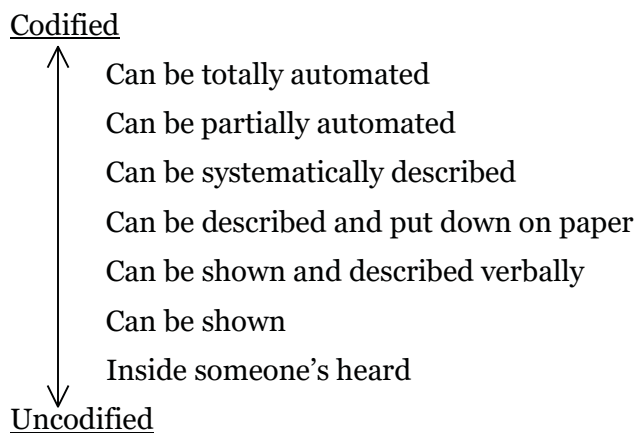 Codified
Can be totally automated
Can be partially automated
Can be systematically described
Can be described and put down on paper
Can be shown and described verbally
Can be shown
Inside someone’s heard
Uncodified